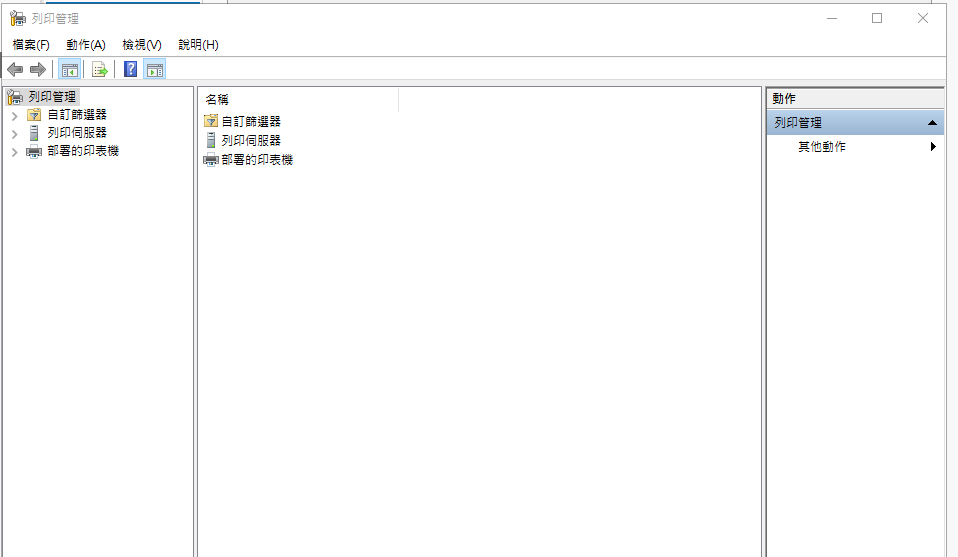 列印管理
檔案(F) 動作(A) 檢視(V) 說明(H)
列印管理
自訂篩選器
列印伺服器
部署的印表機
名稱
自訂篩選器
列印伺服器
部署的印表機
動作
列印管理
其他動作